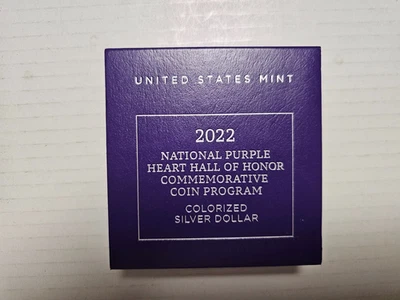 UNITED STATES MINT
2022
NATIONAL PURPLE
HEART HALL OF HONOR
COMMEMORATIVE
COIN PROGRAM
COLORIZED
SILVER DOLLAR